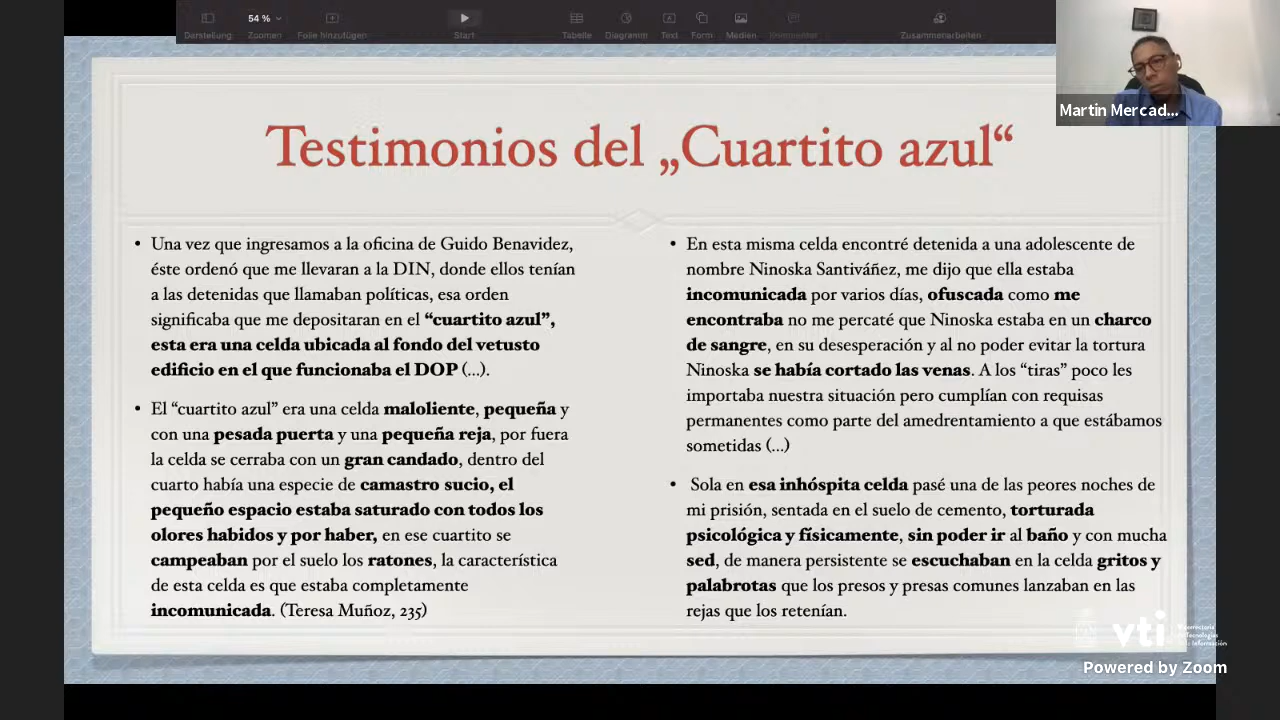 54 %
Darstellung
Zoomen
Folie hinzufügen
Start
Tabelle
Diagramm
Text
Form
Medien
Kommentar
Zusammenarbeiten
Martin Mercad...
Testimonios del „Cuartito azul“
• Una vez que ingresamos a la oficina de Guido Benavidez,
éste ordenó que me llevaran a la DIN, donde ellos tenían
a las detenidas que llamaban políticas, esa orden
significaba que me depositaran en el “cuartito azul”,
esta era una celda ubicada al fondo del vetusto
edificio en el que funcionaba el DOP (...).
• El “cuartito azul” era una celda maloliente, pequeña y
con una pesada puerta y una pequeña reja, por fuera
la celda se cerraba con un gran candado, dentro del
cuarto había una especie de camastro sucio, el
pequeño espacio estaba saturado con todos los
olores habidos y por haber, en ese cuartito se
campeaban por el suelo los ratones, la característica
de esta celda es que estaba completamente
incomunicada. (Teresa Muñoz, 235)
• En esta misma celda encontré detenida a una adolescente de
nombre Ninoska Santiváñez, me dijo que ella estaba
incomunicada por varios días, ofuscada como me
encontraba no me percaté que Ninoska estaba en un charco
de sangre, en su desesperación y al no poder evitar la tortura
Ninoska se había cortado las venas. A los “tiras” poco les
importaba nuestra situación pero cumplían con requisas
permanentes como parte del amedrentamiento a que estábamos
sometidas (...)
• Sola en esa inhóspita celda pasé una de las peores noches de
mi prisión, sentada en el suelo de cemento, torturada
psicológica y físicamente, sin poder ir al baño y con mucha
sed, de manera persistente se escuchaban en la celda gritos y
palabrotas que los presos y presas comunes lanzaban en las
rejas que los retenían.
vti
Vicerrectoría
de Tecnologías
de la Información
Powered by Zoom